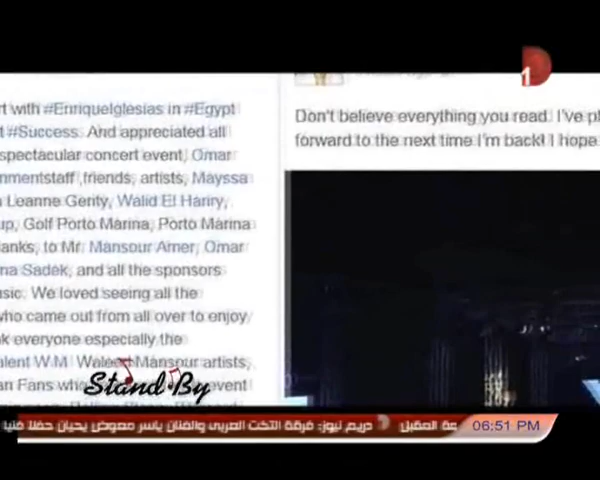 rt with #EnriqueIglesias in #Egypt
t #Success. And appreciated all
spectacular concert event, Omar
nmentstaff ,friends, artists, Mayssa
Leanne Gerity, Walid El Hariry,
up, Golf Porto Marina, Porto Marina
anks, to Mr. Mansour Amer, Omar
na Sadek, and all the sponsors
sic. We loved seeing all the
who came out from all over to enjoy
k everyone especially the
alent W.M. Waleed Mansour artists,
an Fans who event
Don't believe everything you read. I've pl
forward to the next time I'm back! I hope
1
Stand By
عة المقبل دريم نيوز: فرقة التخت العربى والفنان ياسر معوض يحيان حفلا فنيا
06:51 PM